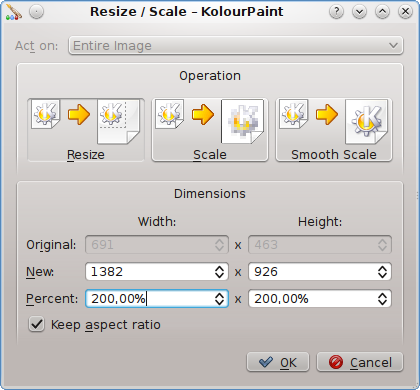 Resize / Scale – KolourPaint
Act on: Entire Image
Operation
Resize Scale Smooth Scale
Dimensions
Width: Height:
Original: 691 x 463
New: 1382 x 926
Percent: 200,00% x 200,00%
Keep aspect ratio
OK Cancel